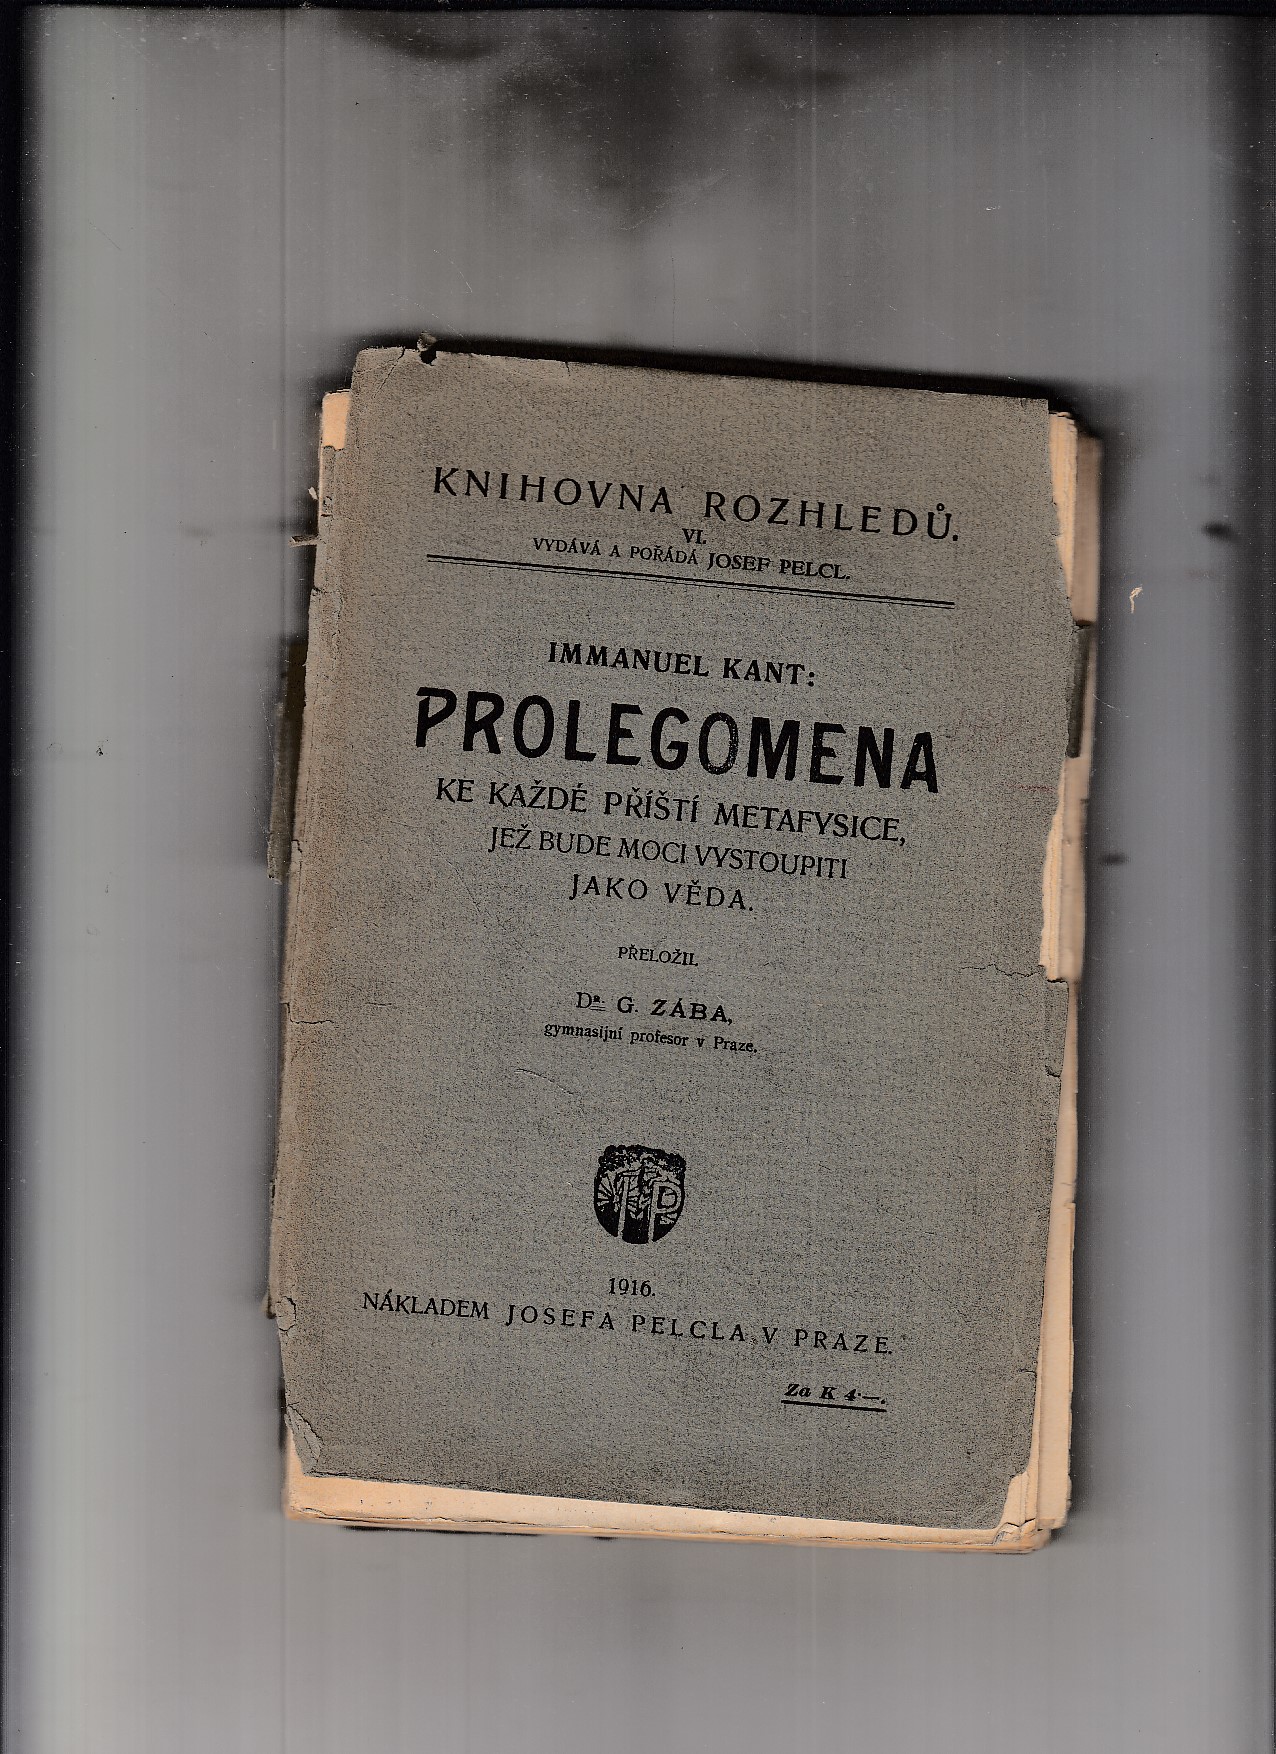 KNIHOVNA ROZHLEDŮ.
VI.
VYDÁVÁ A POŘÁDÁ JOSEF PELCL.
IMMANUEL KANT:
PROLEGOMENA
KE KAŽDÉ PŘÍŠTÍ METAFYSICE,
JEŽ BUDE MOCI VYSTOUPITI
JAKO VĚDA.
PŘELOŽIL
DR. G. ZÁBA,
gymnasijní profesor v Praze.
JP
1916.
NÁKLADEM JOSEFA PELCLA V PRAZE.
Za K 4·—.